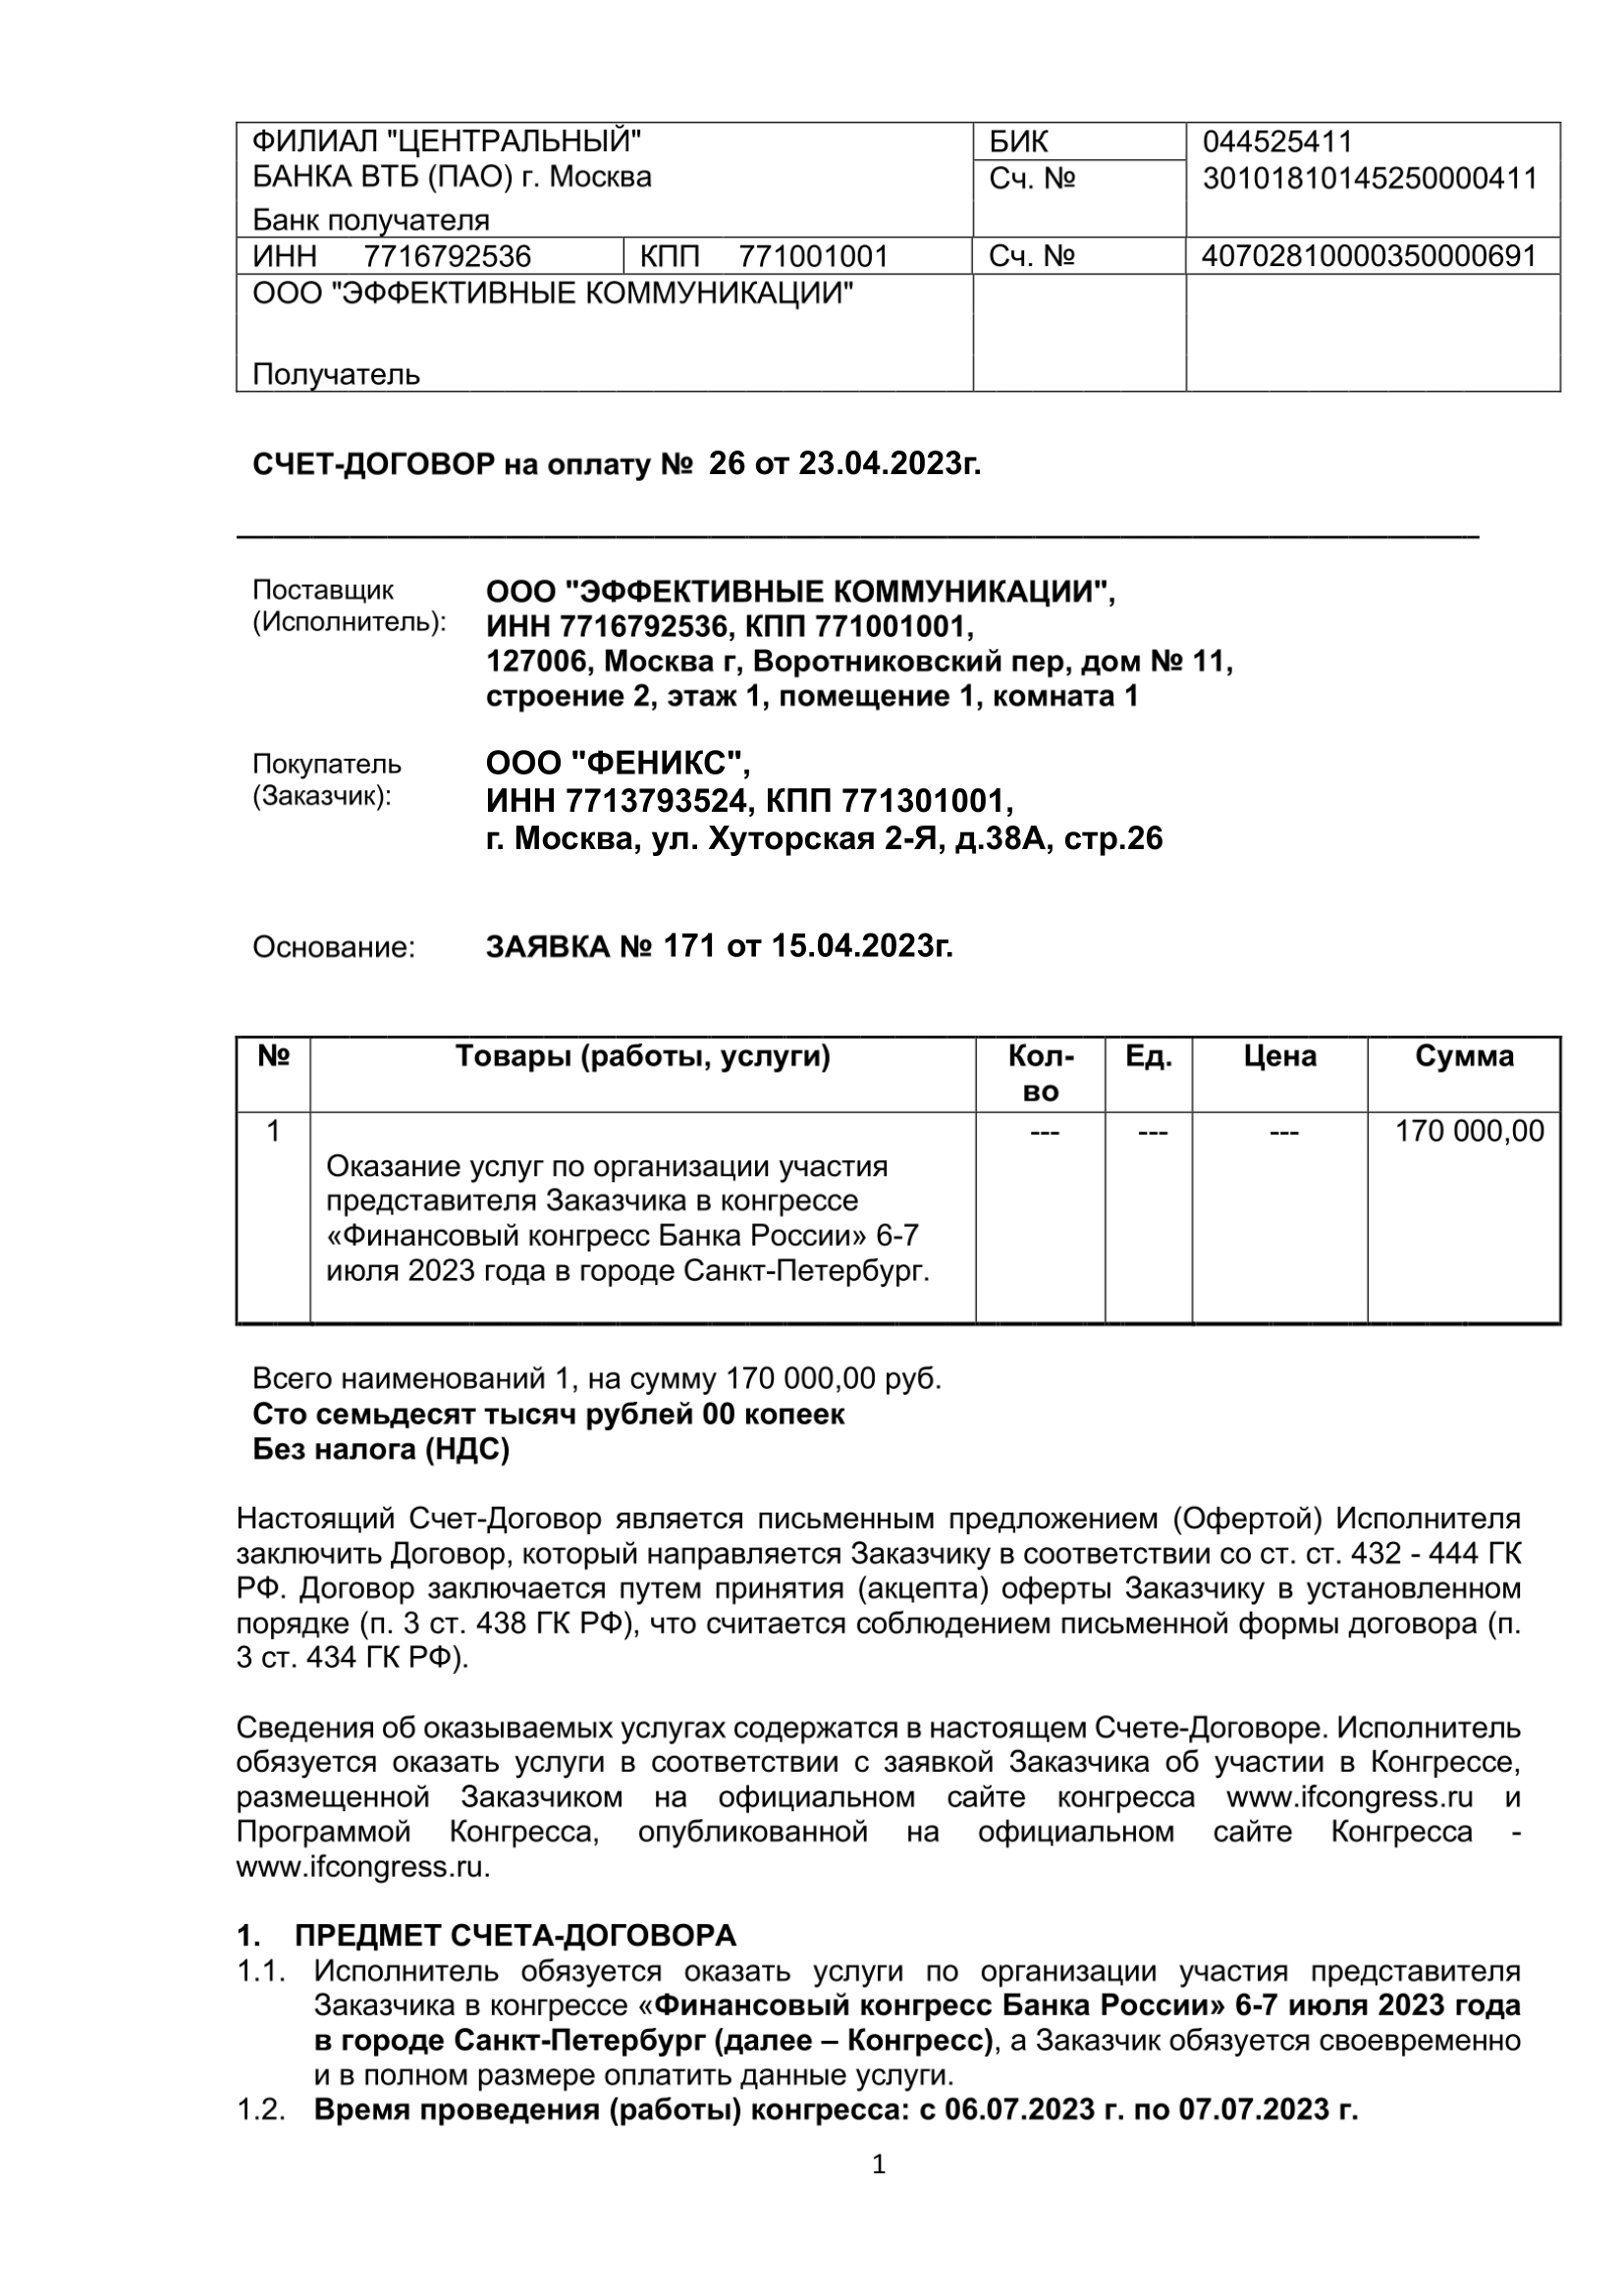 ФИЛИАЛ "ЦЕНТРАЛЬНЫЙ" БИК 044525411
БАНКА ВТБ (ПАО) г. Москва Сч. № 30101810145250000411
Банк получателя
ИНН 7716792536 КПП 771001001 Сч. № 40702810000350000691
ООО "ЭФФЕКТИВНЫЕ КОММУНИКАЦИИ"
Получатель
СЧЕТ-ДОГОВОР на оплату № 26 от 23.04.2023г.
Поставщик (Исполнитель):
ООО "ЭФФЕКТИВНЫЕ КОММУНИКАЦИИ",
ИНН 7716792536, КПП 771001001,
127006, Москва г, Воротниковский пер, дом № 11,
строение 2, этаж 1, помещение 1, комната 1
Покупатель (Заказчик):
ООО "ФЕНИКС",
ИНН 7713793524, КПП 771301001,
г. Москва, ул. Хуторская 2-Я, д.38А, стр.26
Основание: ЗАЯВКА № 171 от 15.04.2023г.
№ Товары (работы, услуги) Кол-во Ед. Цена Сумма
1 --- --- --- 170 000,00
Оказание услуг по организации участия
представителя Заказчика в конгрессе
«Финансовый конгресс Банка России» 6-7
июля 2023 года в городе Санкт-Петербург.
Всего наименований 1, на сумму 170 000,00 руб.
Сто семьдесят тысяч рублей 00 копеек
Без налога (НДС)
Настоящий Счет-Договор является письменным предложением (Офертой) Исполнителя
заключить Договор, который направляется Заказчику в соответствии со ст. ст. 432 - 444 ГК
РФ. Договор заключается путем принятия (акцепта) оферты Заказчику в установленном
порядке (п. 3 ст. 438 ГК РФ), что считается соблюдением письменной формы договора (п.
3 ст. 434 ГК РФ).
Сведения об оказываемых услугах содержатся в настоящем Счете-Договоре. Исполнитель
обязуется оказать услуги в соответствии с заявкой Заказчика об участии в Конгрессе,
размещенной Заказчиком на официальном сайте конгресса www.ifcongress.ru и
Программой Конгресса, опубликованной на официальном сайте Конгресса -
www.ifcongress.ru.
1. ПРЕДМЕТ СЧЕТА-ДОГОВОРА
1.1. Исполнитель обязуется оказать услуги по организации участия представителя
Заказчика в конгрессе «Финансовый конгресс Банка России» 6-7 июля 2023 года
в городе Санкт-Петербург (далее – Конгресс), а Заказчик обязуется своевременно
и в полном размере оплатить данные услуги.
1.2. Время проведения (работы) конгресса: с 06.07.2023 г. по 07.07.2023 г.
1